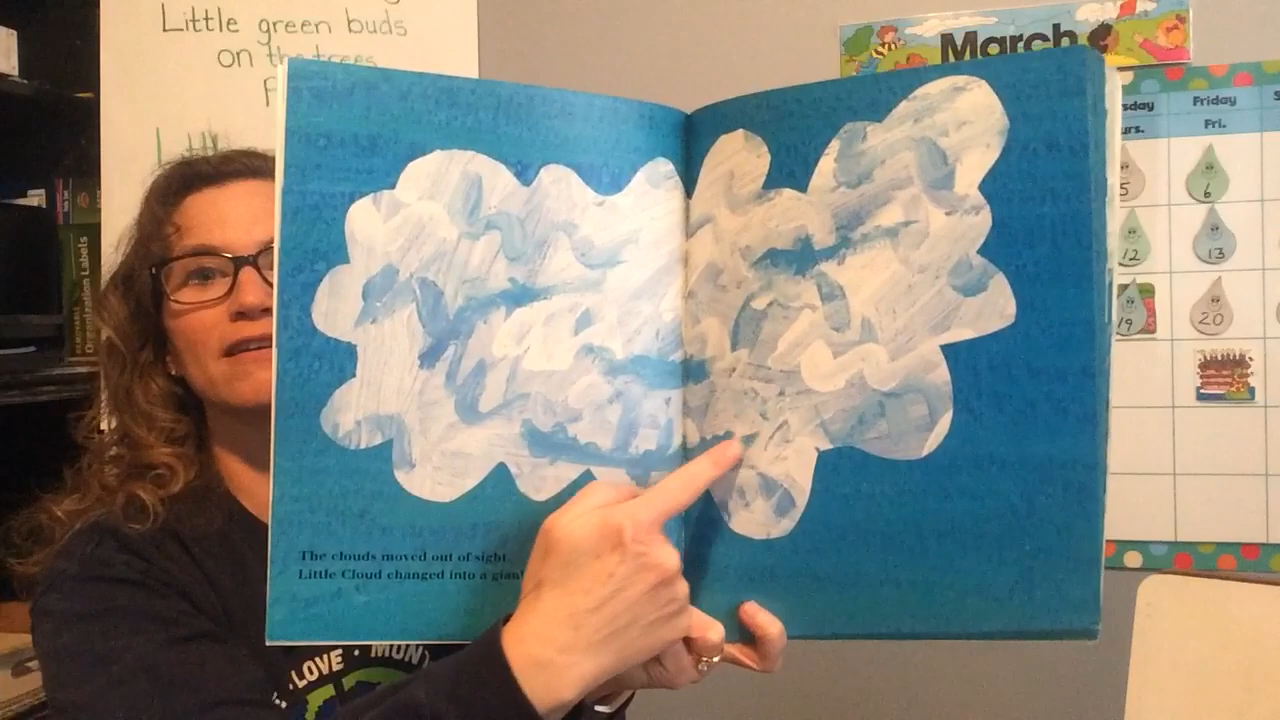 Little green buds
on the trees
March
Friday
Fri.
6
12
13
19
20
Organization Labels
The clouds moved out of sight.
Little Cloud changed into a giant
LOVE · MON